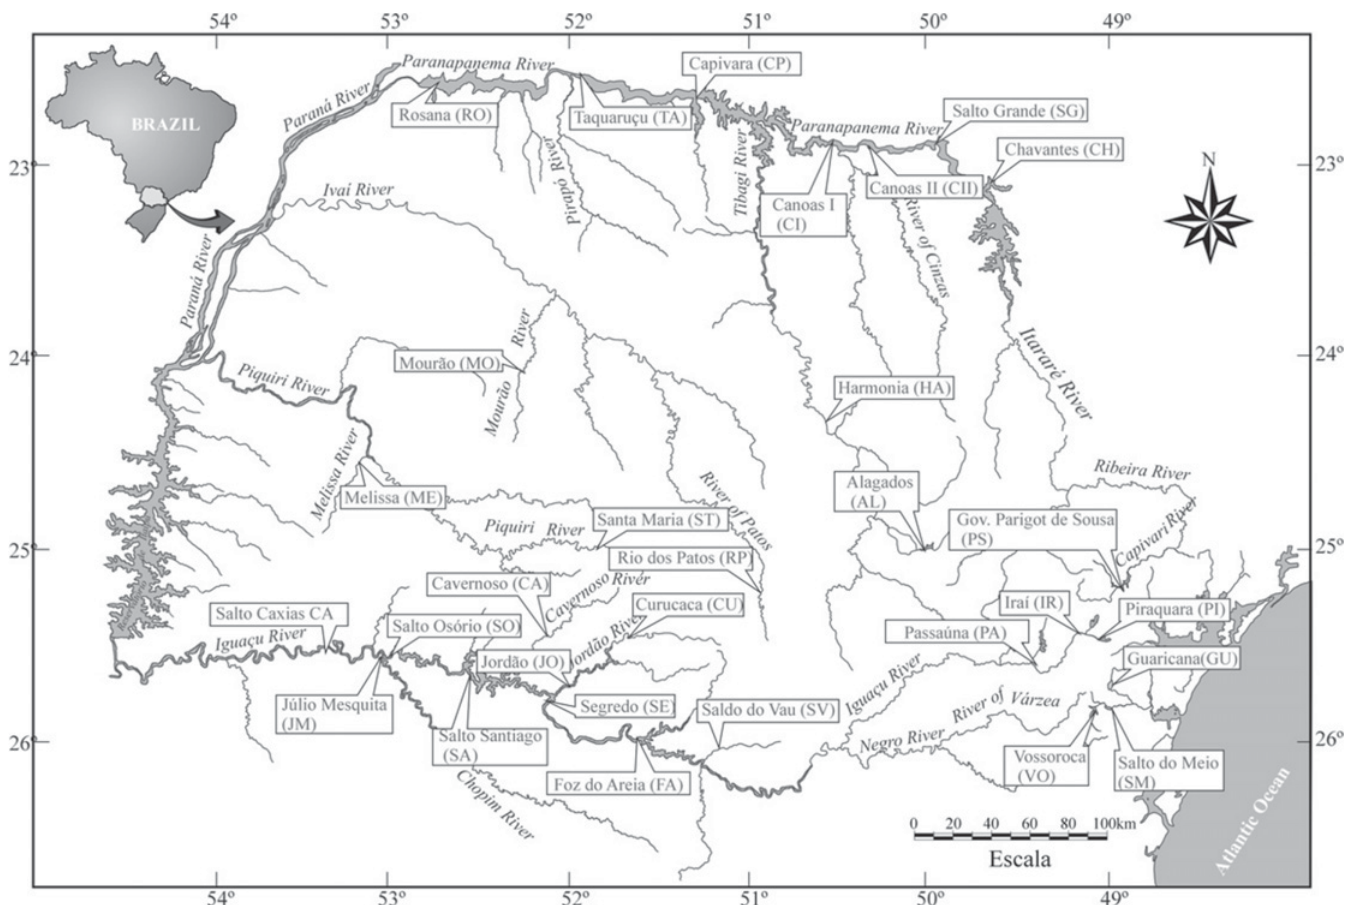 54º 53º 52º 51º 50º 49º
BRAZIL
Paranapanema River
Capivara (CP)
Paraná River
Rosana (RO)
Taquaruçu (TA)
Salto Grande (SG)
Paranapanema River
Chavantes (CH)
N
23º
23º
Ivaí River
Pirapó River
Tibagi River
Canoas I
(CI)
Canoas II (CII)
River of Cinzas
Paraná River
24º
24º
Piquiri River
Mourão (MO)
Mourão River
Harmonia (HA)
Itararé River
Melissa River
Melissa (ME)
River of Patos
Alagados
(AL)
Ribeira River
Piquiri River
Santa Maria (ST)
Gov. Parigot de Sousa
(PS)
Capivari River
25º
25º
Rio dos Patos (RP)
Cavernoso (CA)
Cavernoso River
Curucaca (CU)
Iraí (IR)
Piraquara (PI)
Salto Caxias CA
Iguaçu River
Salto Osório (SO)
Jordão River
Passaúna (PA)
Guaricana(GU)
Jordão (JO)
Júlio Mesquita
(JM)
Segredo (SE)
Saldo do Vau (SV)
Iguaçu River
River of Várzea
Negro River
26º
26º
Salto Santiago
(SA)
Foz do Areia (FA)
Vossoroca
(VO)
Salto do Meio
(SM)
Chopim River
Atlantic Ocean
0 20 40 60 80 100km
Escala
54º 53º 52º 51º 50º 49º